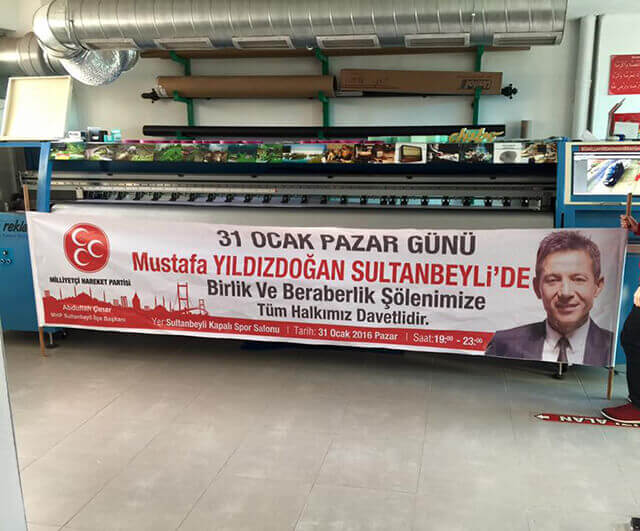 rekla
31 OCAK PAZAR GÜNÜ
Mustafa YILDIZDOĞAN SULTANBEYLİ'DE
Birlik Ve Beraberlik Şölenimize
Tüm Halkımız Davetlidir.
MİLLİYETÇİ HAREKET PARTİSİ
Abdullah Çınar
MHP Sultanbeyli İlçe Başkanı
Yer: Sultanbeyli Kapalı Spor Salonu | Tarih: 31 Ocak 2016 Pazar | Saat: 19:00 - 23:00
ALAN